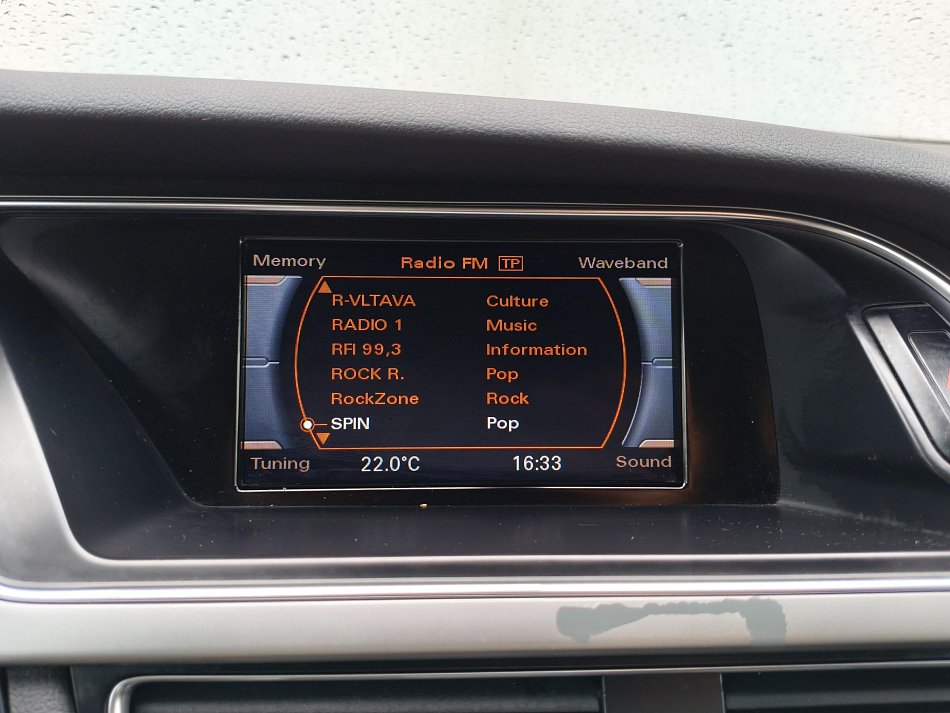 Memory Radio FM TP Waveband
R-VLTAVA Culture
RADIO 1 Music
RFI 99,3 Information
ROCK R. Pop
RockZone Rock
SPIN Pop
Tuning 22.0°C 16:33 Sound